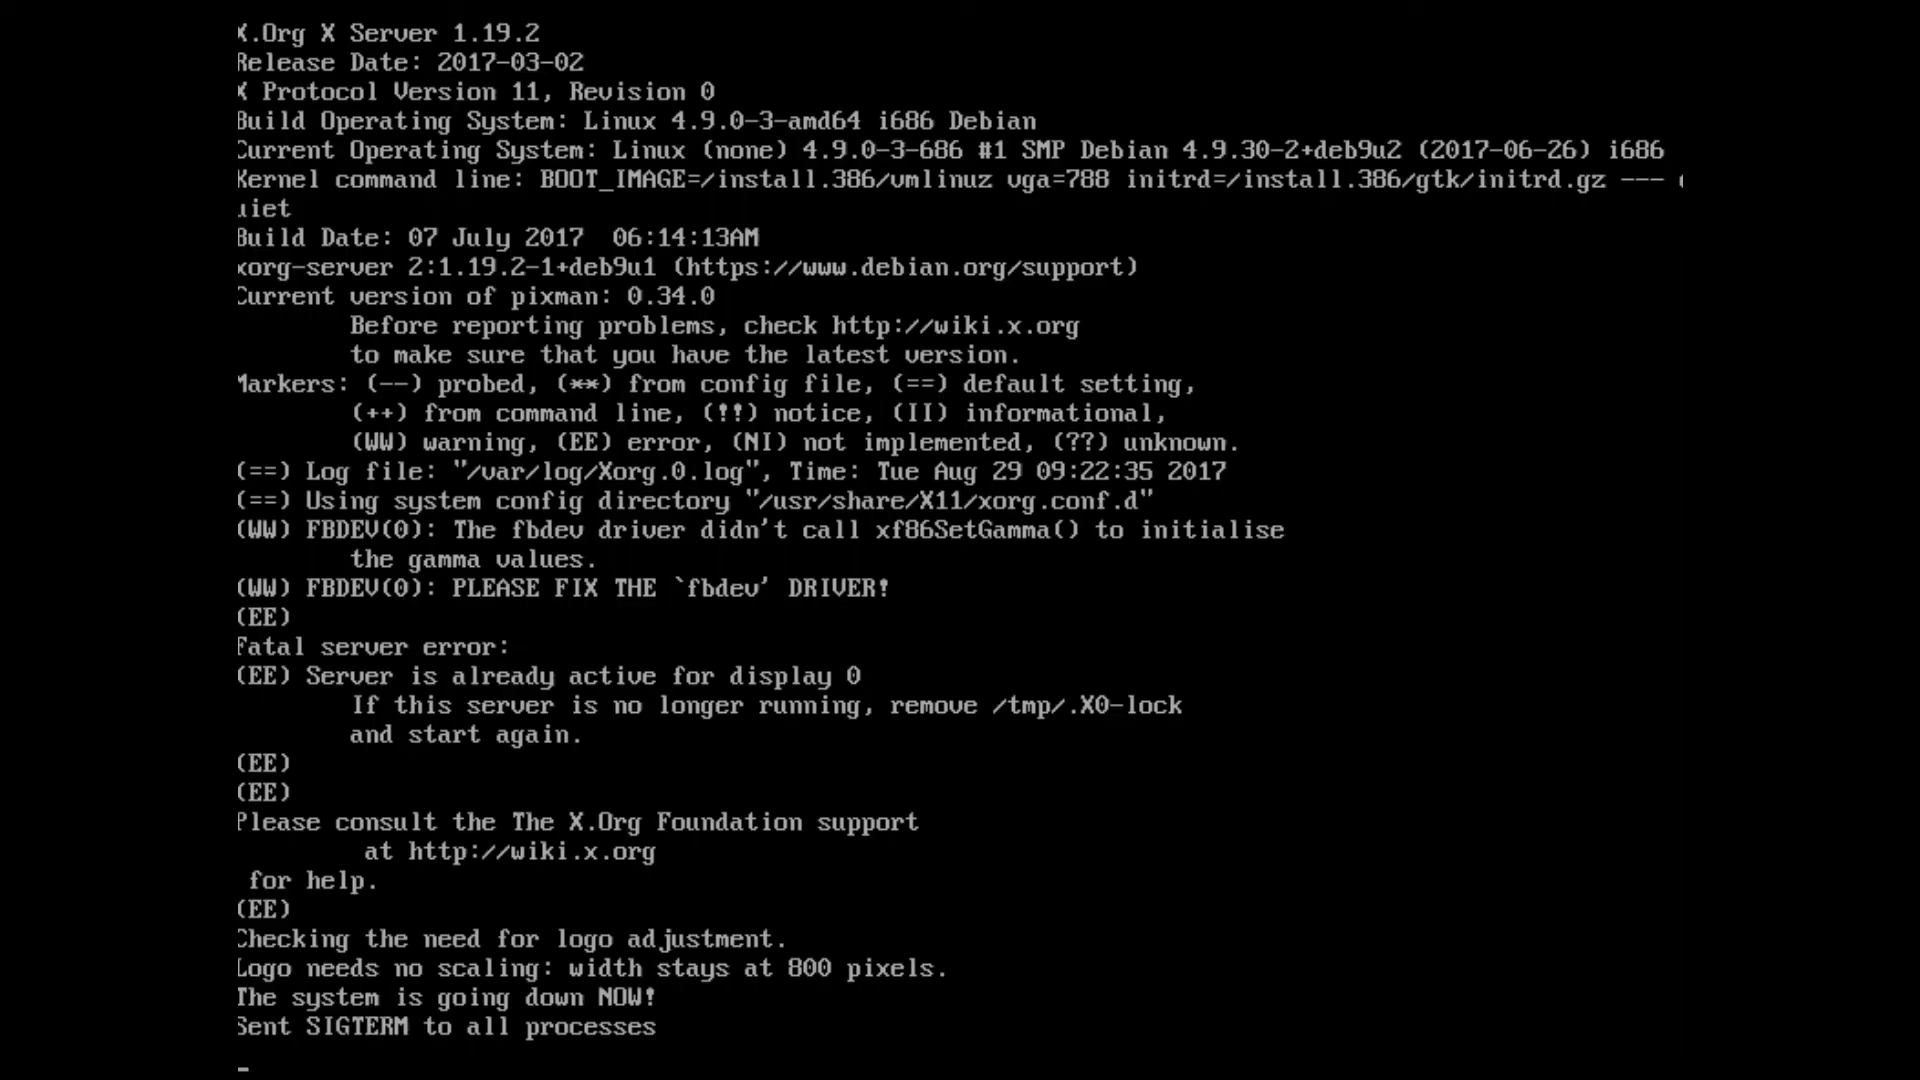 X.Org X Server 1.19.2
Release Date: 2017-03-02
X Protocol Version 11, Revision 0
Build Operating System: Linux 4.9.0-3-amd64 i686 Debian
Current Operating System: Linux (none) 4.9.0-3-686 #1 SMP Debian 4.9.30-2+deb9u2 (2017-06-26) i686
Kernel command line: BOOT_IMAGE=/install.386/vmlinuz vga=788 initrd=/install.386/gtk/initrd.gz --- q
uiet
Build Date: 07 July 2017  06:14:13AM
xorg-server 2:1.19.2-1+deb9u1 (https://www.debian.org/support)
Current version of pixman: 0.34.0
        Before reporting problems, check http://wiki.x.org
        to make sure that you have the latest version.
Markers: (--) probed, (**) from config file, (==) default setting,
        (++) from command line, (!!) notice, (II) informational,
        (WW) warning, (EE) error, (NI) not implemented, (??) unknown.
(==) Log file: "/var/log/Xorg.0.log", Time: Tue Aug 29 09:22:35 2017
(==) Using system config directory "/usr/share/X11/xorg.conf.d"
(WW) FBDEV(0): The fbdev driver didn't call xf86SetGamma() to initialise
        the gamma values.
(WW) FBDEV(0): PLEASE FIX THE `fbdev' DRIVER!
(EE)
Fatal server error:
(EE) Server is already active for display 0
        If this server is no longer running, remove /tmp/.X0-lock
        and start again.
(EE)
(EE)
Please consult the The X.Org Foundation support
         at http://wiki.x.org
 for help.
(EE)
Checking the need for logo adjustment.
Logo needs no scaling: width stays at 800 pixels.
The system is going down NOW!
Sent SIGTERM to all processes